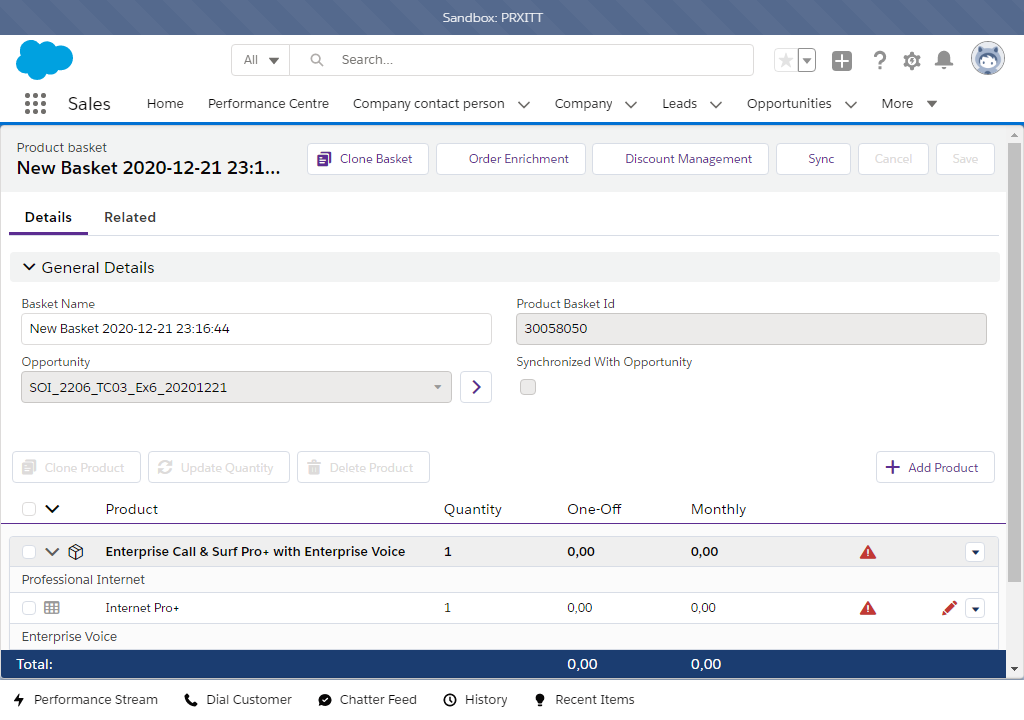 Sandbox: PRXITT
All
Search...
Sales
Home
Performance Centre
Company contact person
Company
Leads
Opportunities
More
Product basket
New Basket 2020-12-21 23:1...
Clone Basket
Order Enrichment
Discount Management
Sync
Cancel
Save
Details
Related
General Details
Basket Name
Product Basket Id
New Basket 2020-12-21 23:16:44
30058050
Opportunity
Synchronized With Opportunity
SOI_2206_TC03_Ex6_20201221
Clone Product
Update Quantity
Delete Product
Add Product
Product
Quantity
One-Off
Monthly
Enterprise Call & Surf Pro+ with Enterprise Voice
1
0,00
0,00
Professional Internet
Internet Pro+
1
0,00
0,00
Enterprise Voice
Total:
0,00
0,00
Performance Stream
Dial Customer
Chatter Feed
History
Recent Items